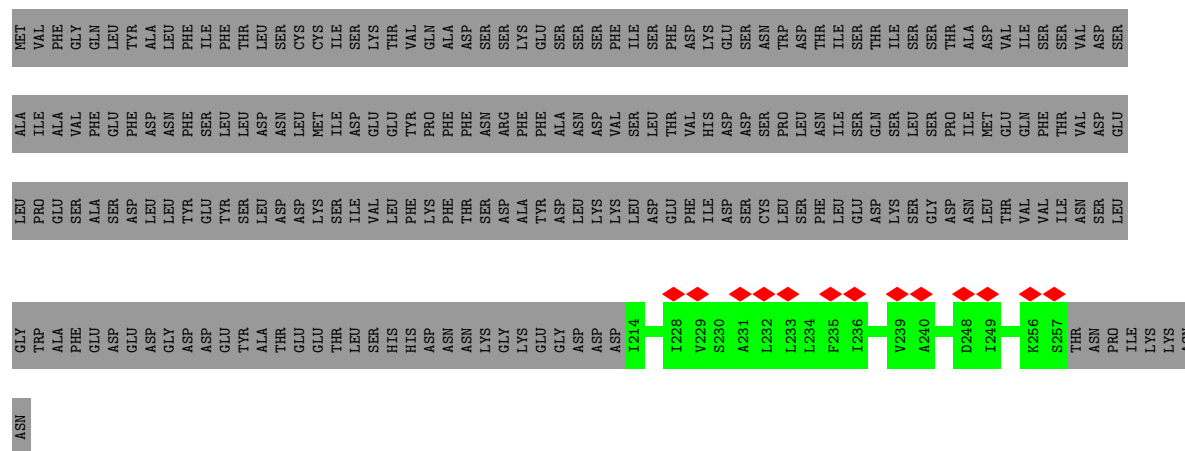 MET VAL PHE GLY GLN LEU TYR ALA LEU PHE ILE PHE THR LEU SER CYS CYS ILE SER LYS THR VAL GLN ALA ASP SER SER LYS GLU SER SER SER PHE ILE SER PHE ASP LYS GLU SER ASN TRP ASP THR ILE SER THR ILE SER SER THR ALA ASP VAL ILE SER SER VAL ASP SER
ALA ILE ALA VAL PHE GLU PHE ASP ASN PHE SER LEU LEU ASP ASN LEU MET ILE ASP GLU GLU TYR PRO PHE PHE ASN ARG PHE PHE ALA ASN ASP VAL SER LEU THR VAL HIS ASP ASP SER PRO LEU ASN ILE SER GLN SER LEU SER PRO ILE MET GLU GLN PHE THR VAL ASP GLU
LEU PRO GLU SER ALA SER ASP LEU LEU TYR GLU TYR SER LEU ASP ASP LYS SER ILE VAL LEU PHE LYS PHE THR SER ASP ALA TYR ASP LEU LYS LYS LEU ASP GLU PHE ILE ASP SER CYS LEU SER PHE LEU GLU ASP LYS SER GLY ASP ASN LEU THR VAL VAL ILE ASN SER LEU
GLY TRP ALA PHE GLU ASP GLU ASP GLY ASP ASP GLU TYR ALA THR GLU GLU THR LEU SER HIS HIS ASP ASN ASN LYS GLY LYS GLU GLY ASP ASP ASP I214 I228 V229 S230 A231 L232 L233 L234 F235 I236 V239 A240 D248 I249 K256 S257 THR ASN PRO ILE LYS LYS ASN
ASN